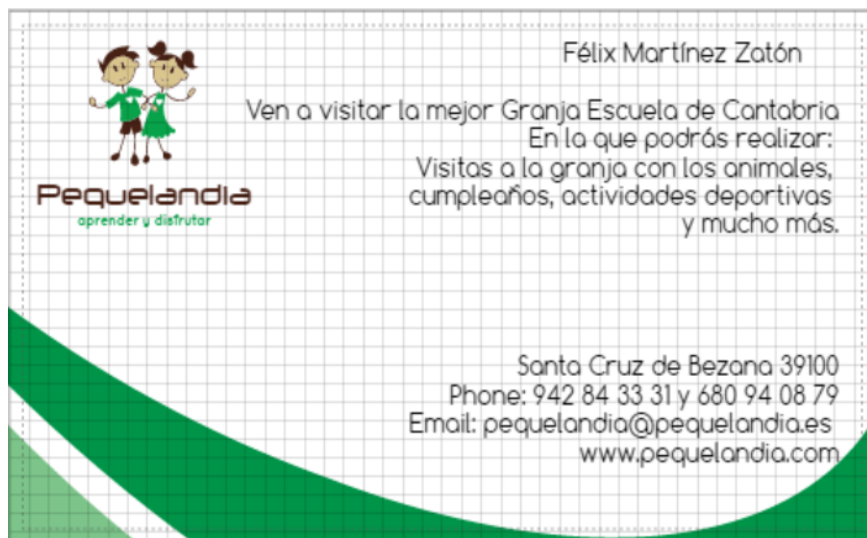 Pequelandia
aprender y disfrutar
Félix Martínez Zatón
Ven a visitar la mejor Granja Escuela de Cantabria
En la que podrás realizar:
Visitas a la granja con los animales,
cumpleaños, actividades deportivas
y mucho más.
Santa Cruz de Bezana 39100
Phone: 942 84 33 31 y 680 94 08 79
Email: pequelandia@pequelandia.es
www.pequelandia.com